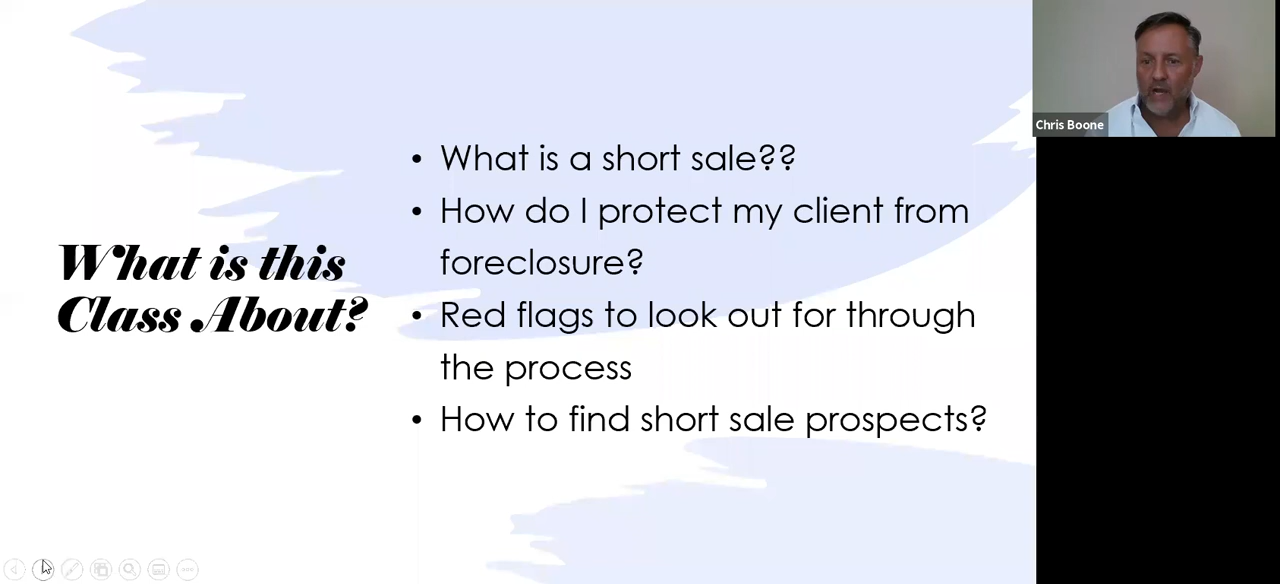 What is this
Class About?
• What is a short sale??
• How do I protect my client from
foreclosure?
• Red flags to look out for through
the process
• How to find short sale prospects?
Chris Boone